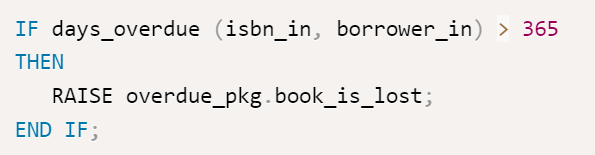 IF days_overdue (isbn_in, borrower_in) > 365
THEN
   RAISE overdue_pkg.book_is_lost;
END IF;